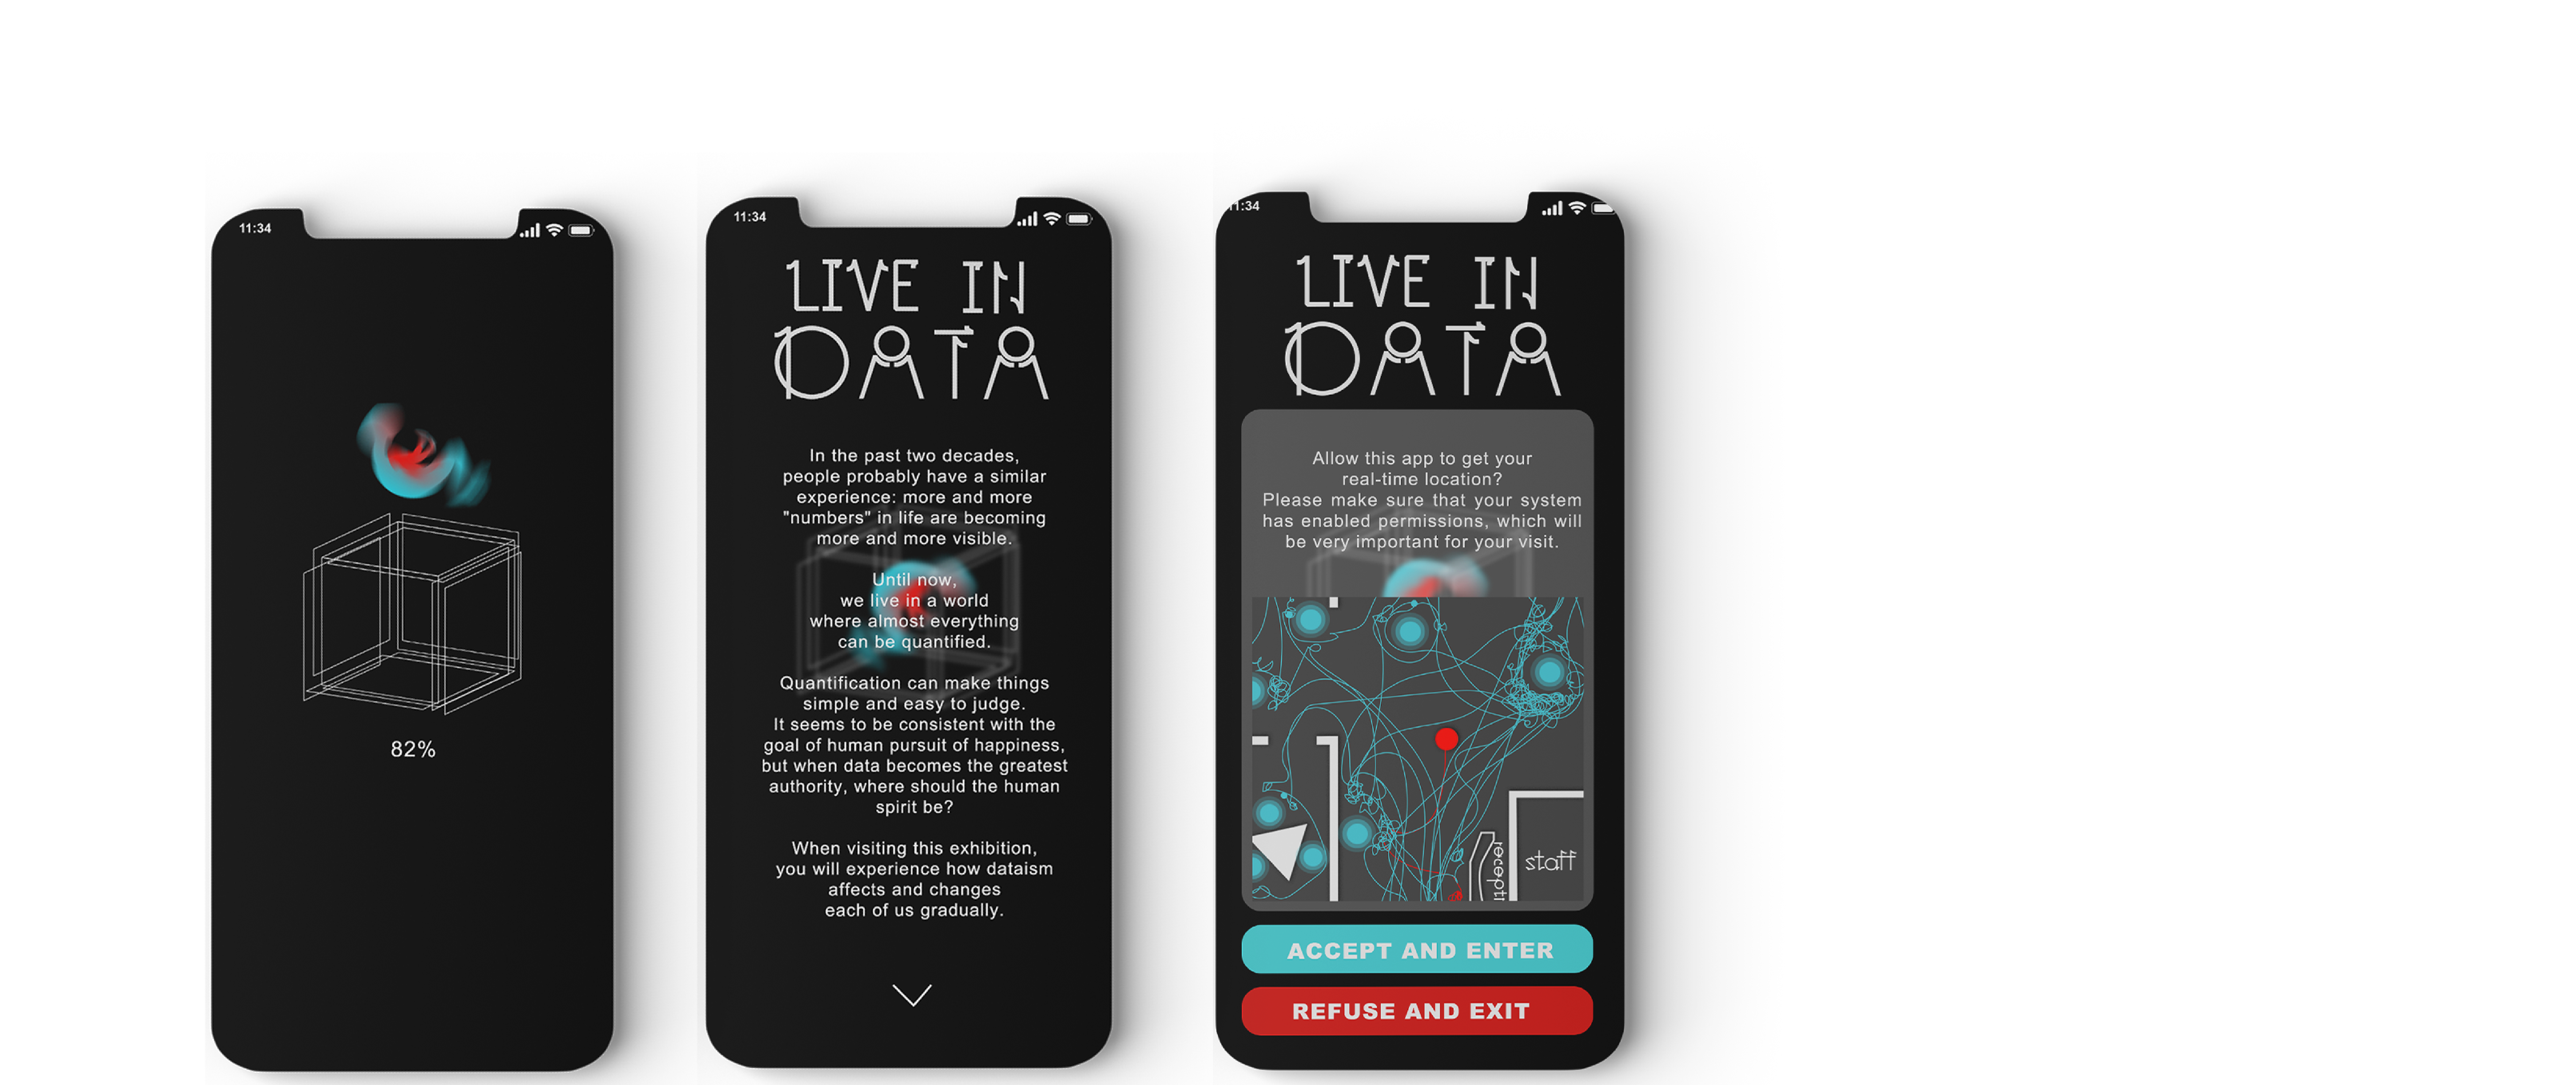 11:34
82%
11:34
LIVE IN
DATA
In the past two decades,
people probably have a similar
experience: more and more
"numbers" in life are becoming
more and more visible.
Until now,
we live in a world
where almost everything
can be quantified.
Quantification can make things
simple and easy to judge.
It seems to be consistent with the
goal of human pursuit of happiness,
but when data becomes the greatest
authority, where should the human
spirit be?
When visiting this exhibition,
you will experience how dataism
affects and changes
each of us gradually.
11:34
LIVE IN
DATA
Allow this app to get your
real-time location?
Please make sure that your system
has enabled permissions, which will
be very important for your visit.
recepti
staff
ACCEPT AND ENTER
REFUSE AND EXIT